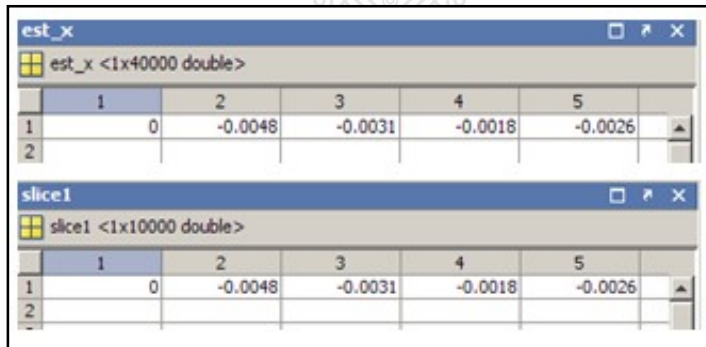 est_x
est_x <1x40000 double>
1 2 3 4 5
1 0 -0.0048 -0.0031 -0.0018 -0.0026
2
slice1
slice1 <1x10000 double>
1 2 3 4 5
1 0 -0.0048 -0.0031 -0.0018 -0.0026
2